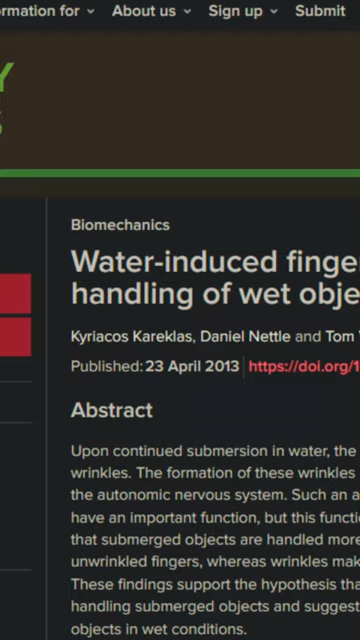 rmation for
About us
Sign up
Submit
Y
S
Biomechanics
Water-induced finge
handling of wet obje
Kyriacos Kareklas, Daniel Nettle and Tom
Published: 23 April 2013
https://doi.org/1
Abstract
Upon continued submersion in water, the
wrinkles. The formation of these wrinkles
the autonomic nervous system. Such an a
have an important function, but this functi
that submerged objects are handled more
unwrinkled fingers, whereas wrinkles mak
These findings support the hypothesis tha
handling submerged objects and suggest
objects in wet conditions.